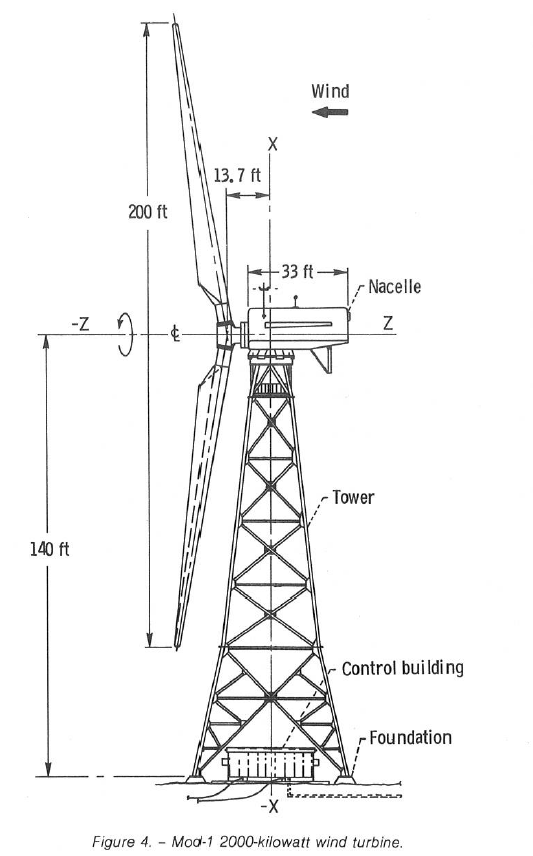 Wind
X
13.7 ft
200 ft
33 ft
Nacelle
-Z
℄
Z
Tower
140 ft
Control building
Foundation
-X
Figure 4. - Mod-1 2000-kilowatt wind turbine.